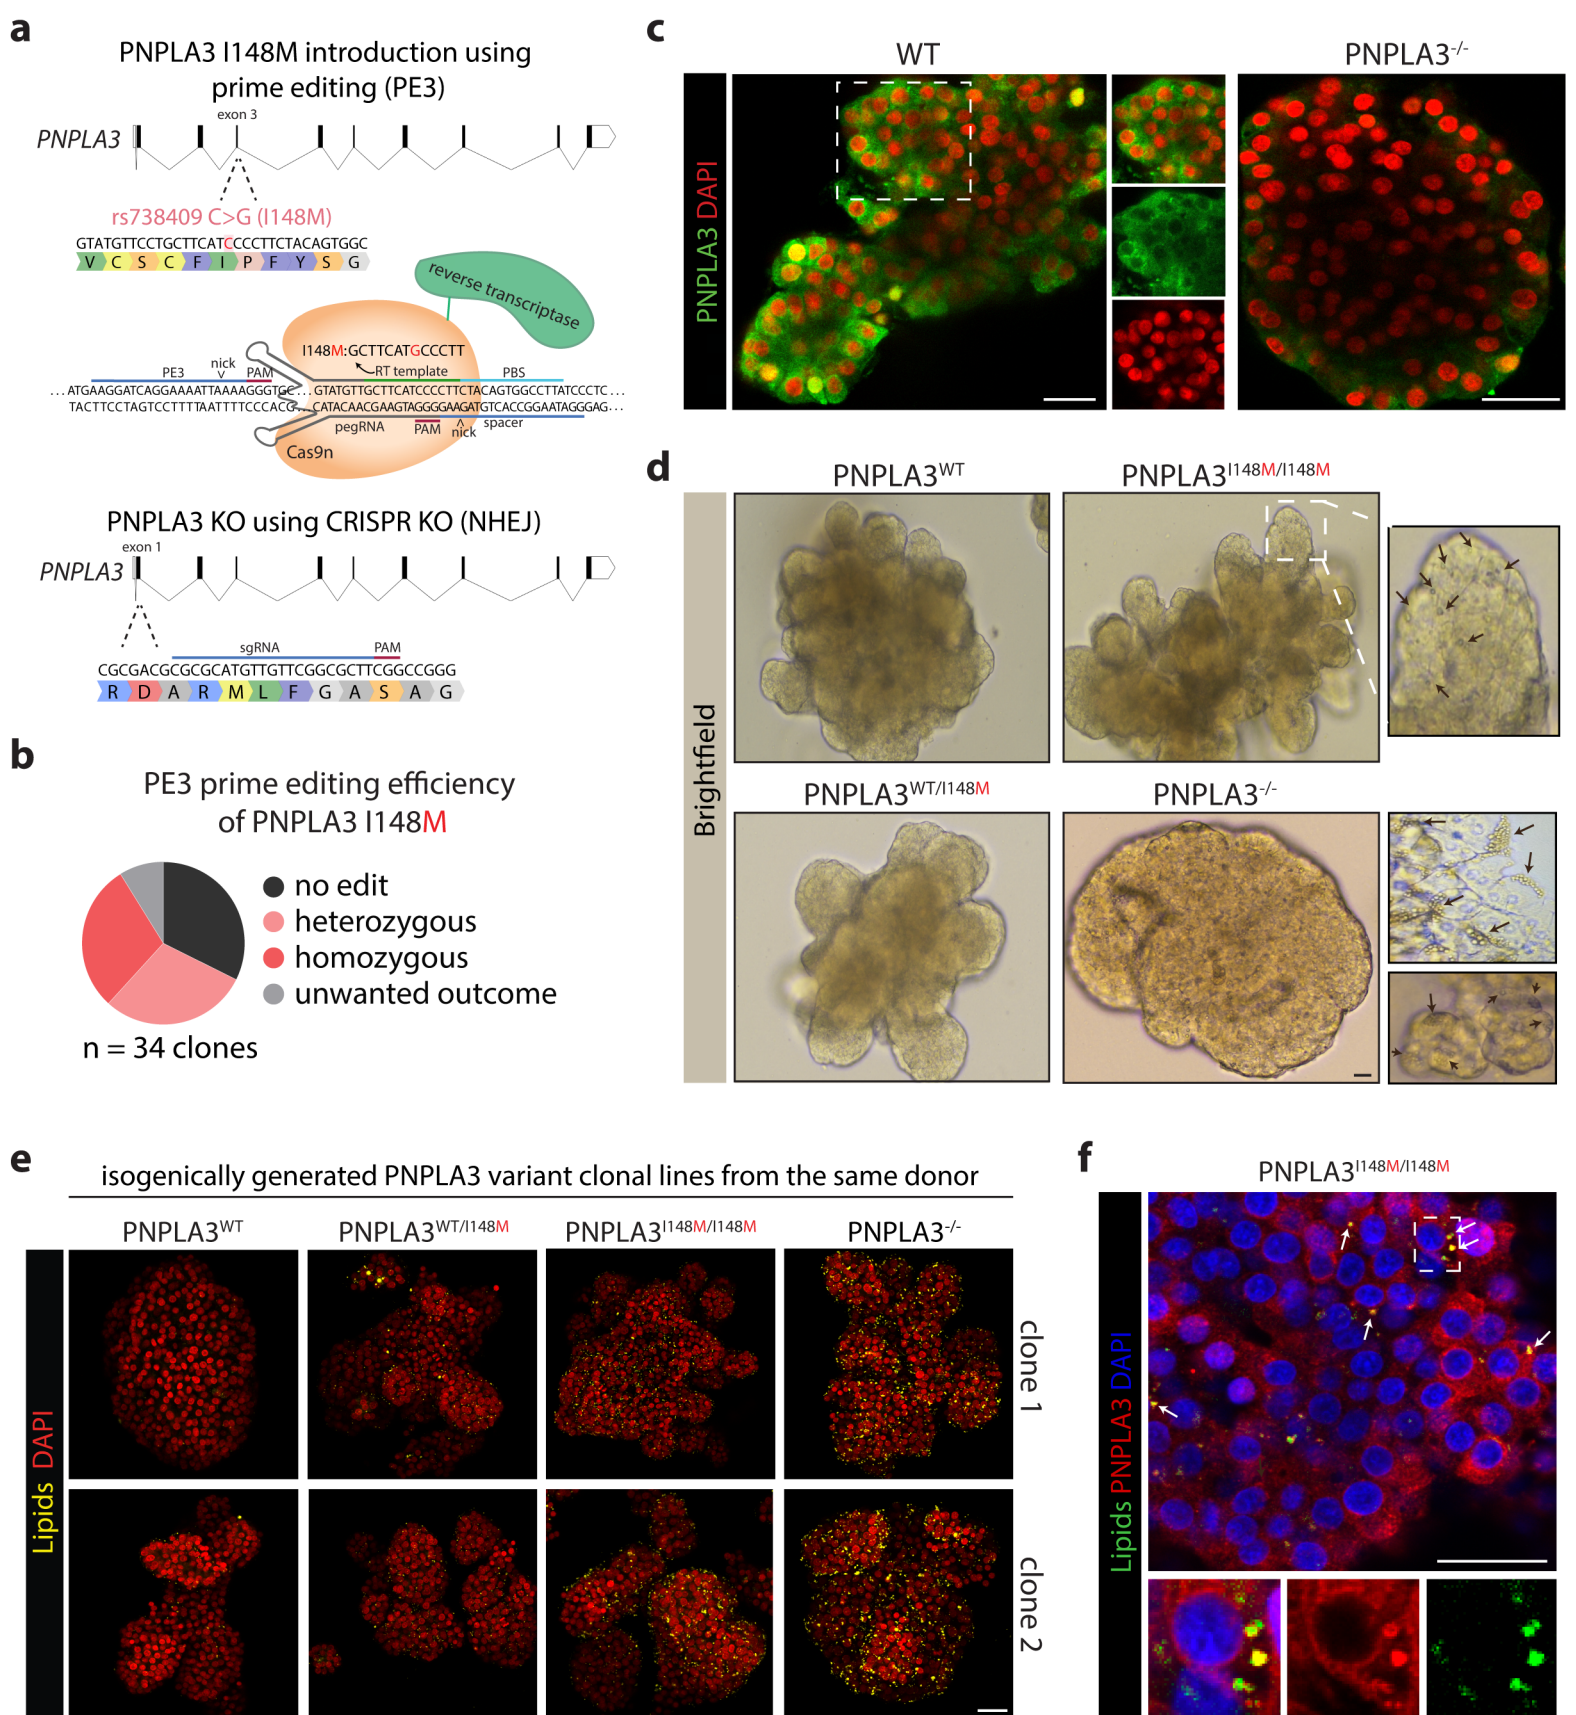 a
PNPLA3 I148M introduction using
prime editing (PE3)
exon 3
PNPLA3
rs738409 C>G (I148M)
GTATGTTCCTGCTTCATCCCCTTCTACAGTGGC
V C S C F I P F Y S G
reverse transcriptase
I148M:GCTTCATGCCCTT
RT template
PE3
nick
PAM
PBS
...ATGAAGGATCAGGAAAATTAAAAGGGTGC...GTATGTTGCTTCATCCCCTTCTACAGTGGCCTTATCCCTC...
TACTTCCTAGTCCTTTTAATTTTCCCACG...CATACAACGAAGTAGGGGAAGATGTCACCGGAATAGGGAG...
pegRNA
PAM
nick
spacer
Cas9n
PNPLA3 KO using CRISPR KO (NHEJ)
exon 1
PNPLA3
sgRNA
PAM
CGCGACGCGCGCATGTTGTTCGGCGCTTCGGCCGGG
R D A R M L F G A S A G
b
PE3 prime editing efficiency
of PNPLA3 I148M
no edit
heterozygous
homozygous
unwanted outcome
n = 34 clones
c
WT
PNPLA3-/-
PNPLA3 DAPI
d
PNPLA3WT
PNPLA3I148M/I148M
Brightfield
PNPLA3WT/I148M
PNPLA3-/-
e
isogenically generated PNPLA3 variant clonal lines from the same donor
PNPLA3WT
PNPLA3WT/I148M
PNPLA3I148M/I148M
PNPLA3-/-
Lipids DAPI
clone 1
clone 2
f
PNPLA3I148M/I148M
Lipids PNPLA3 DAPI